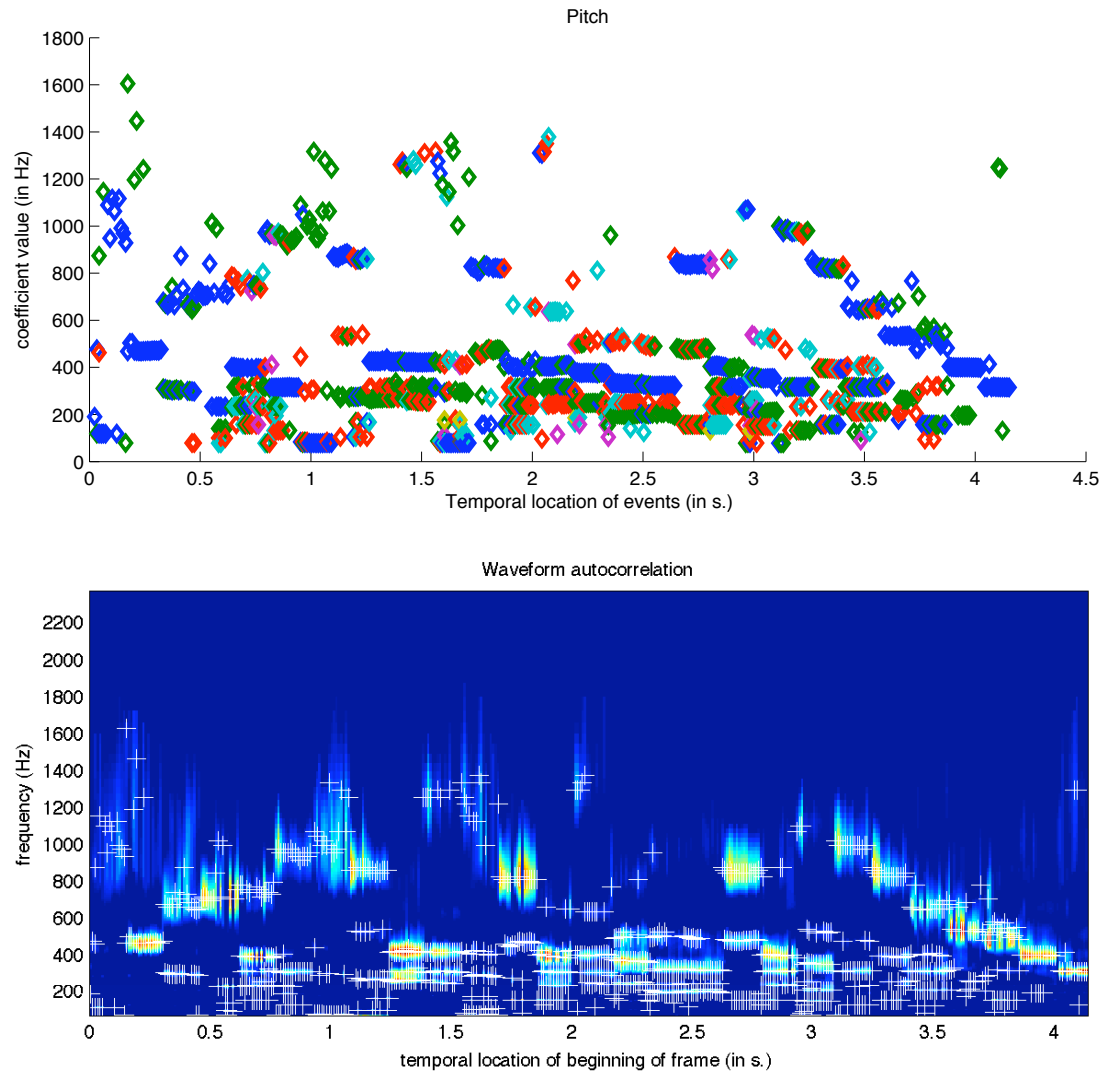 Pitch
1800
1600
1400
1200
1000
800
600
400
200
0
coefficient value (in Hz)
0 0.5 1 1.5 2 2.5 3 3.5 4 4.5
Temporal location of events (in s.)
Waveform autocorrelation
2200
2000
1800
1600
1400
1200
1000
800
600
400
200
frequency (Hz)
0 0.5 1 1.5 2 2.5 3 3.5 4
temporal location of beginning of frame (in s.)